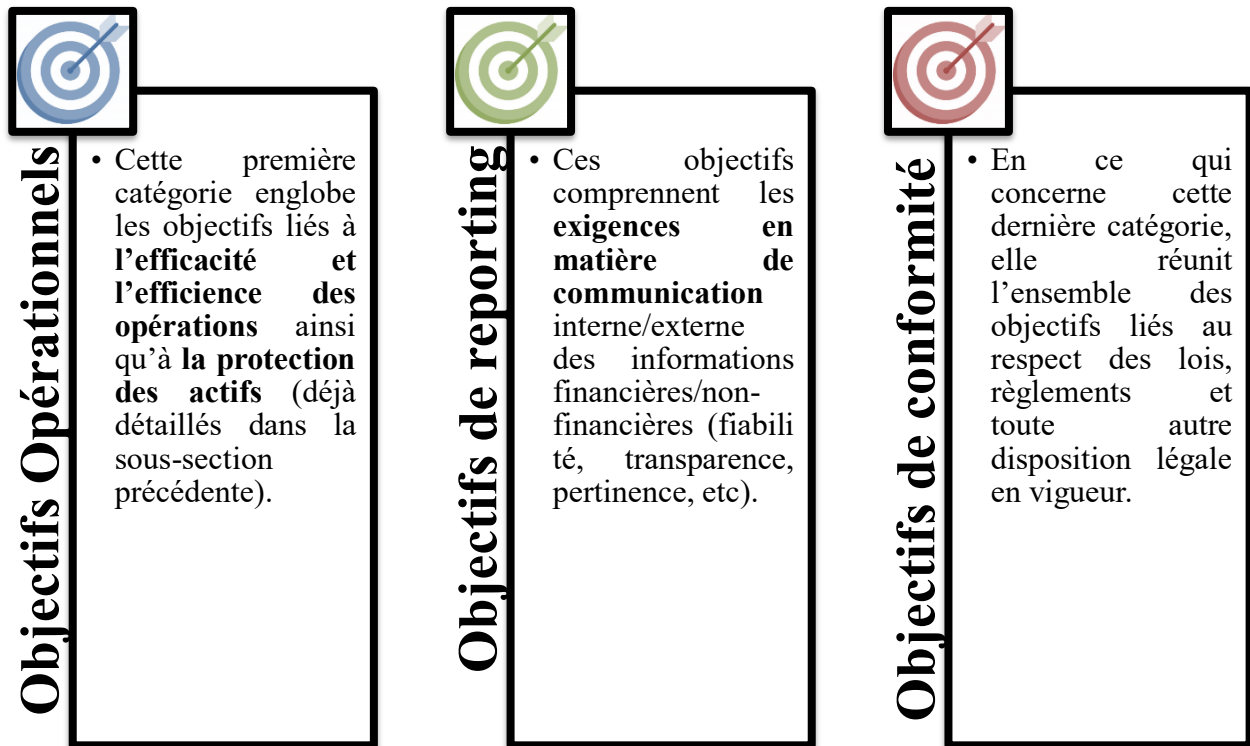 Objectifs Opérationnels
• Cette première
catégorie englobe
les objectifs liés à
l’efficacité et
l’efficience des
opérations ainsi
qu’à la protection
des actifs (déjà
détaillés dans la
sous-section
précédente).
Objectifs de reporting
• Ces objectifs
comprennent les
exigences en
matière de
communication
interne/externe
des informations
financières/non-
financières (fiabili
té, transparence,
pertinence, etc).
Objectifs de conformité
• En ce qui
concerne cette
dernière catégorie,
elle réunit
l’ensemble des
objectifs liés au
respect des lois,
règlements et
toute autre
disposition légale
en vigueur.